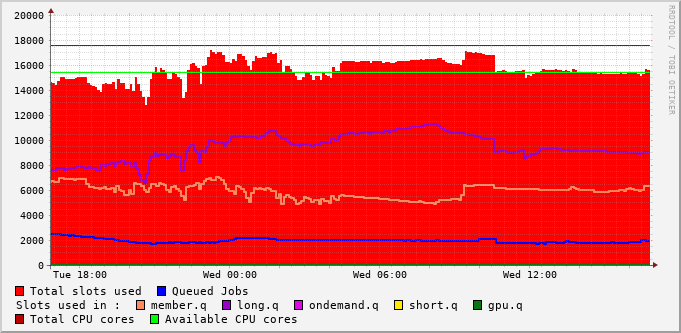 20000
18000
16000
14000
12000
10000
8000
6000
4000
2000
0
Tue 18:00 Wed 00:00 Wed 06:00 Wed 12:00
RRDTOOL / TOBI OETIKER
Total slots used Queued Jobs
Slots used in : member.q long.q ondemand.q short.q gpu.q
Total CPU cores Available CPU cores